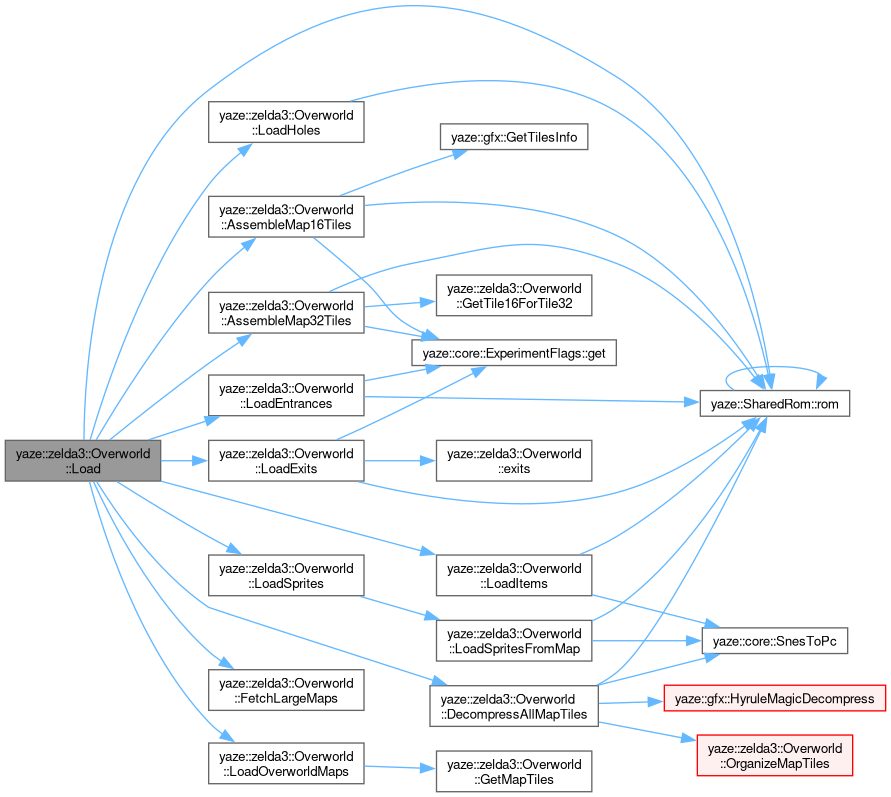 yaze::zelda3::Overworld
::Load
yaze::zelda3::Overworld
::LoadHoles
yaze::zelda3::Overworld
::AssembleMap16Tiles
yaze::zelda3::Overworld
::AssembleMap32Tiles
yaze::zelda3::Overworld
::LoadEntrances
yaze::zelda3::Overworld
::LoadExits
yaze::zelda3::Overworld
::LoadSprites
yaze::zelda3::Overworld
::FetchLargeMaps
yaze::zelda3::Overworld
::LoadOverworldMaps
yaze::gfx::GetTilesInfo
yaze::zelda3::Overworld
::GetTile16ForTile32
yaze::core::ExperimentFlags::get
yaze::zelda3::Overworld
::exits
yaze::zelda3::Overworld
::LoadItems
yaze::zelda3::Overworld
::LoadSpritesFromMap
yaze::zelda3::Overworld
::DecompressAllMapTiles
yaze::zelda3::Overworld
::GetMapTiles
yaze::SharedRom::rom
yaze::core::SnesToPc
yaze::gfx::HyruleMagicDecompress
yaze::zelda3::Overworld
::OrganizeMapTiles